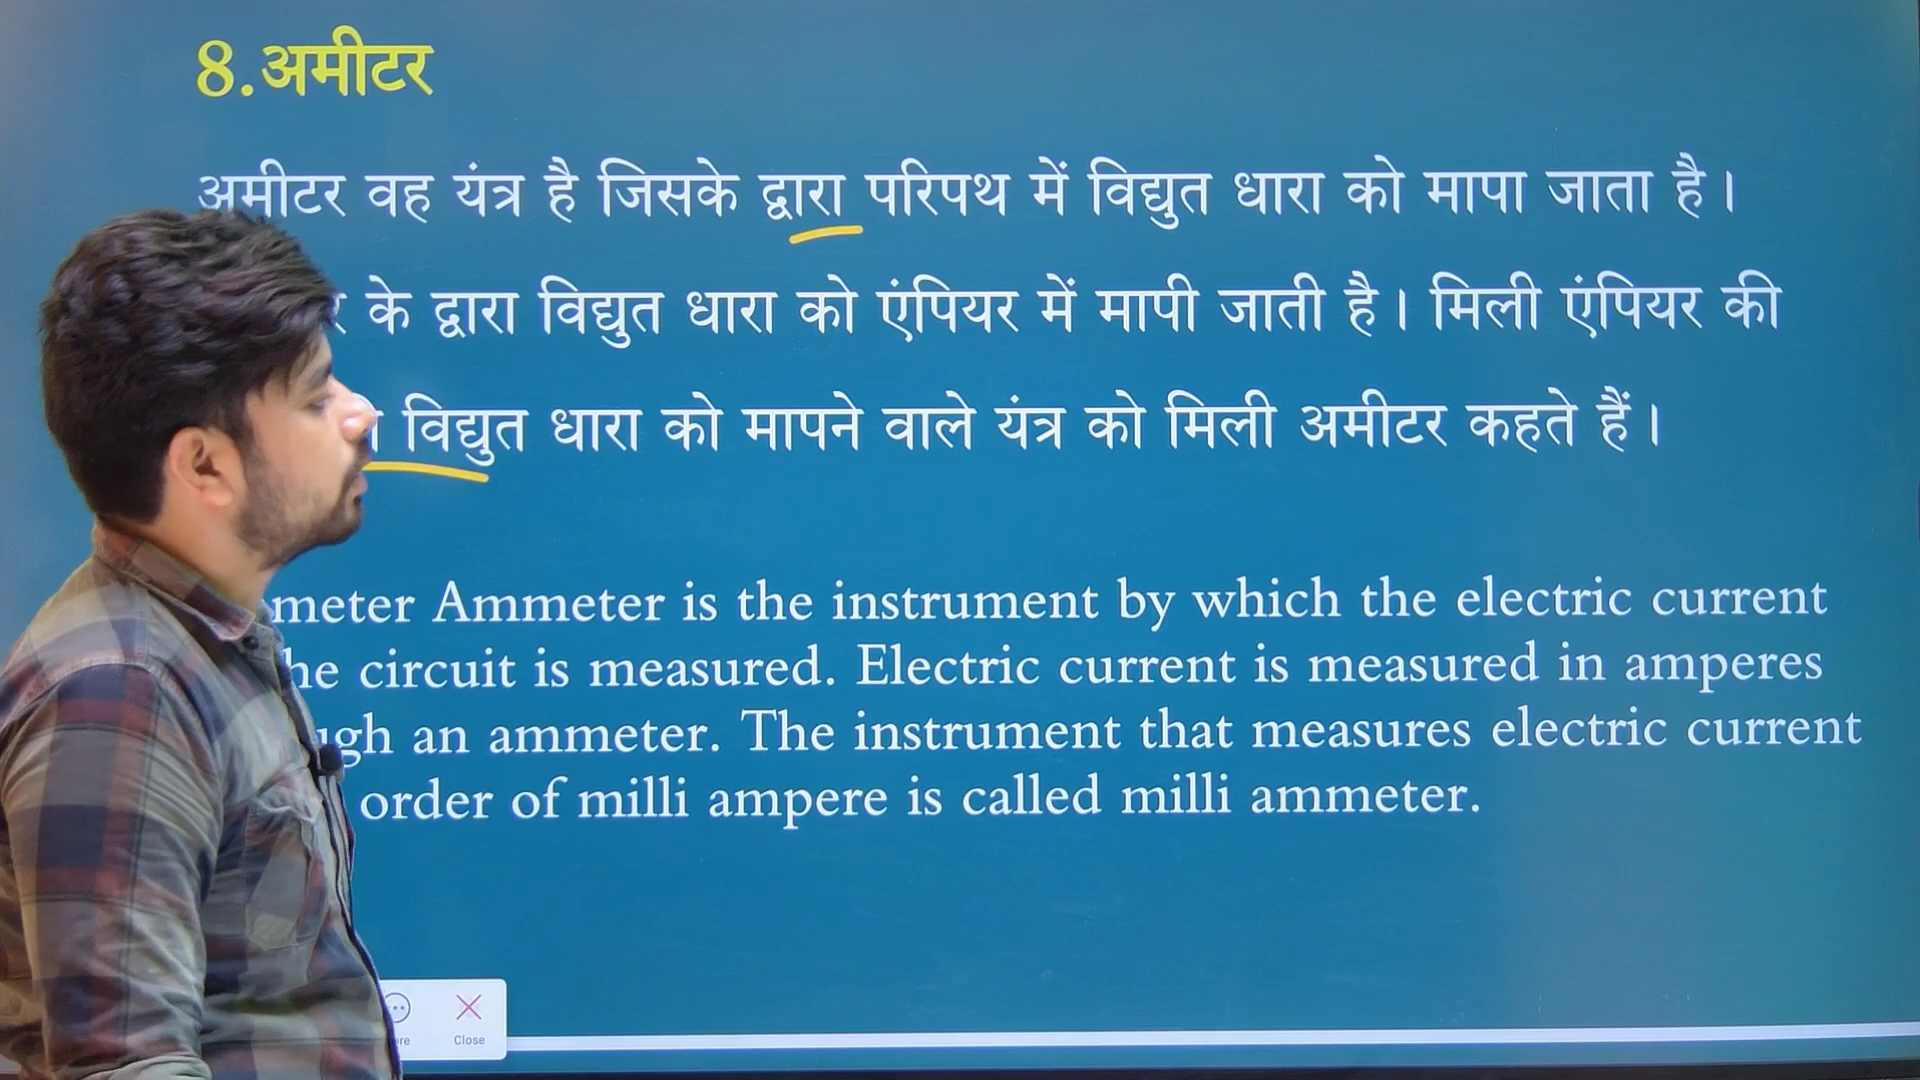 8.अमीटर
अमीटर वह यंत्र है जिसके द्वारा परिपथ में विद्युत धारा को मापा जाता है।
के द्वारा विद्युत धारा को एंपियर में मापी जाती है। मिली एंपियर की
विद्युत धारा को मापने वाले यंत्र को मिली अमीटर कहते हैं।
meter Ammeter is the instrument by which the electric current
he circuit is measured. Electric current is measured in amperes
ugh an ammeter. The instrument that measures electric current
order of milli ampere is called milli ammeter.
Close